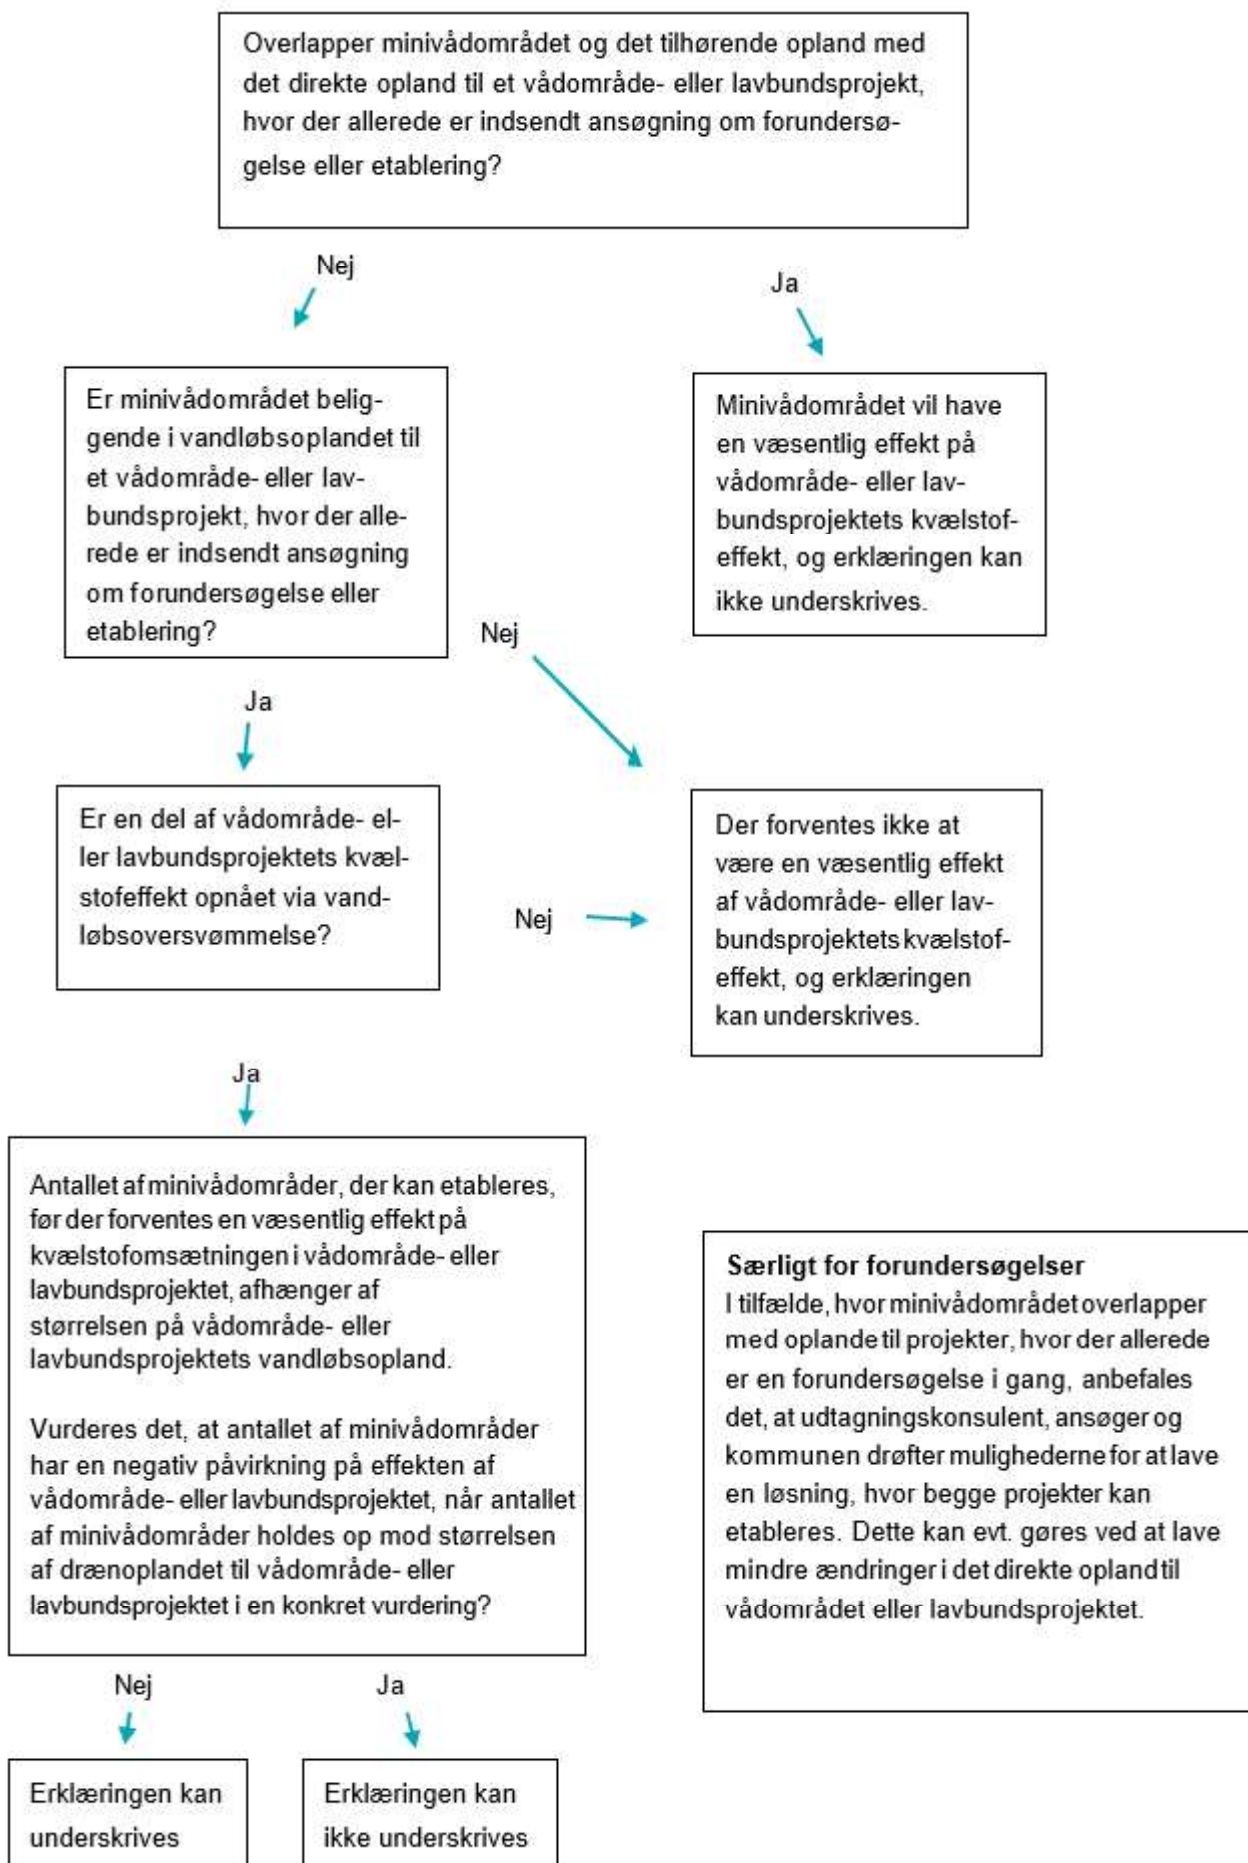 Overlapper minivådområdet og det tilhørende opland med
det direkte opland til et vådområde- eller lavbundsprojekt,
hvor der allerede er indsendt ansøgning om forundersø-
gelse eller etablering?
Nej
Ja
Er minivådområdet belig-
gende i vandløbsoplandet til
et vådområde- eller lav-
bundsprojekt, hvor der alle-
rede er indsendt ansøgning
om forundersøgelse eller
etablering?
Minivådområdet vil have
en væsentlig effekt på
vådområde- eller lav-
bundsprojektets kvælstof-
effekt, og erklæringen kan
ikke underskrives.
Nej
Ja
Er en del af vådområde- el-
ler lavbundsprojektets kvæl-
stofeffekt opnået via vand-
løbsoversvømmelse?
Nej
Der forventes ikke at
være en væsentlig effekt
af vådområde- eller lav-
bundsprojektets kvælstof-
effekt, og erklæringen
kan underskrives.
Ja
Antallet af minivådområder, der kan etableres,
før der forventes en væsentlig effekt på
kvælstofomsætningen i vådområde- eller
lavbundsprojektet, afhænger af
størrelsen på vådområde- eller
lavbundsprojektets vandløbsopland.
Vurderes det, at antallet af minivådområder
har en negativ påvirkning på effekten af
vådområde- eller lavbundsprojektet, når antallet
af minivådområder holdes op mod størrelsen
af drænoplandet til vådområde- eller
lavbundsprojektet i en konkret vurdering?
Særligt for forundersøgelser
I tilfælde, hvor minivådområdet overlapper
med oplande til projekter, hvor der allerede
er en forundersøgelse i gang, anbefales
det, at udtagningskonsulent, ansøger og
kommunen drøfter mulighederne for at lave
en løsning, hvor begge projekter kan
etableres. Dette kan evt. gøres ved at lave
mindre ændringer i det direkte opland til
vådområdet eller lavbundsprojektet.
Nej
Ja
Erklæringen kan
underskrives
Erklæringen kan
ikke underskrives